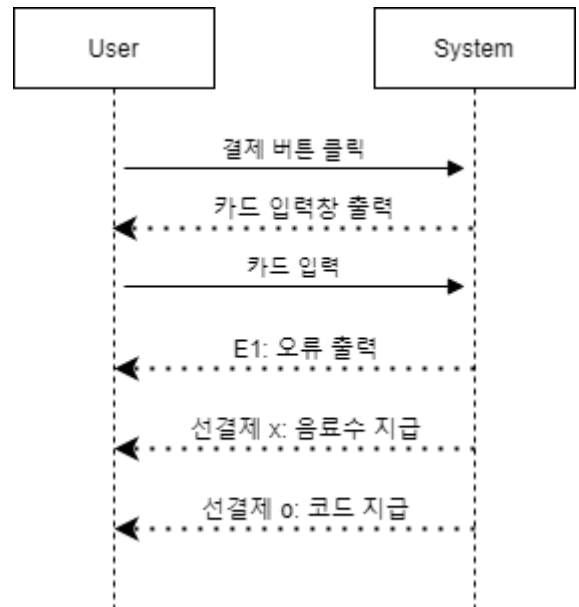 User
System
결제 버튼 클릭
카드 입력창 출력
카드 입력
E1: 오류 출력
선결제 x: 음료수 지급
선결제 o: 코드 지급